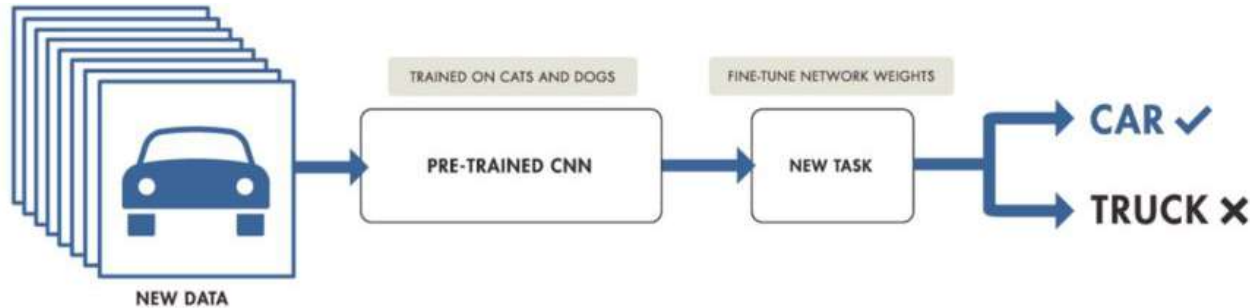 TRAINED ON CATS AND DOGS
FINE-TUNE NETWORK WEIGHTS
PRE-TRAINED CNN
NEW TASK
CAR ✓
TRUCK ✕
NEW DATA